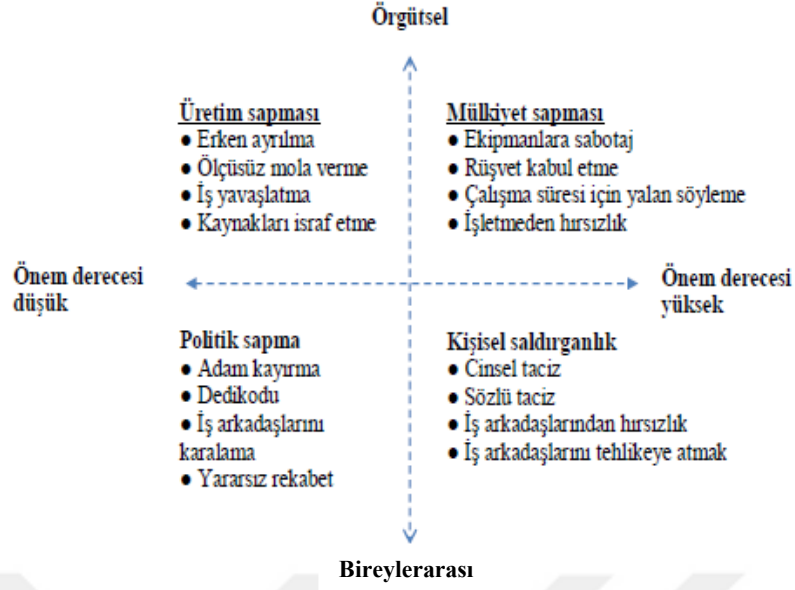 Örgütsel
Üretim sapması
● Erken ayrılma
● Ölçüsüz mola verme
● İş yavaşlatma
● Kaynakları israf etme
Mülkiyet sapması
● Ekipmanlara sabotaj
● Rüşvet kabul etme
● Çalışma süresi için yalan söyleme
● İşletmeden hırsızlık
Önem derecesi
düşük
Önem derecesi
yüksek
Politik sapma
● Adam kayırma
● Dedikodu
● İş arkadaşlarını
karalama
● Yararsız rekabet
Kişisel saldırganlık
● Cinsel taciz
● Sözlü taciz
● İş arkadaşlarından hırsızlık
● İş arkadaşlarını tehlikeye atmak
Bireylerarası